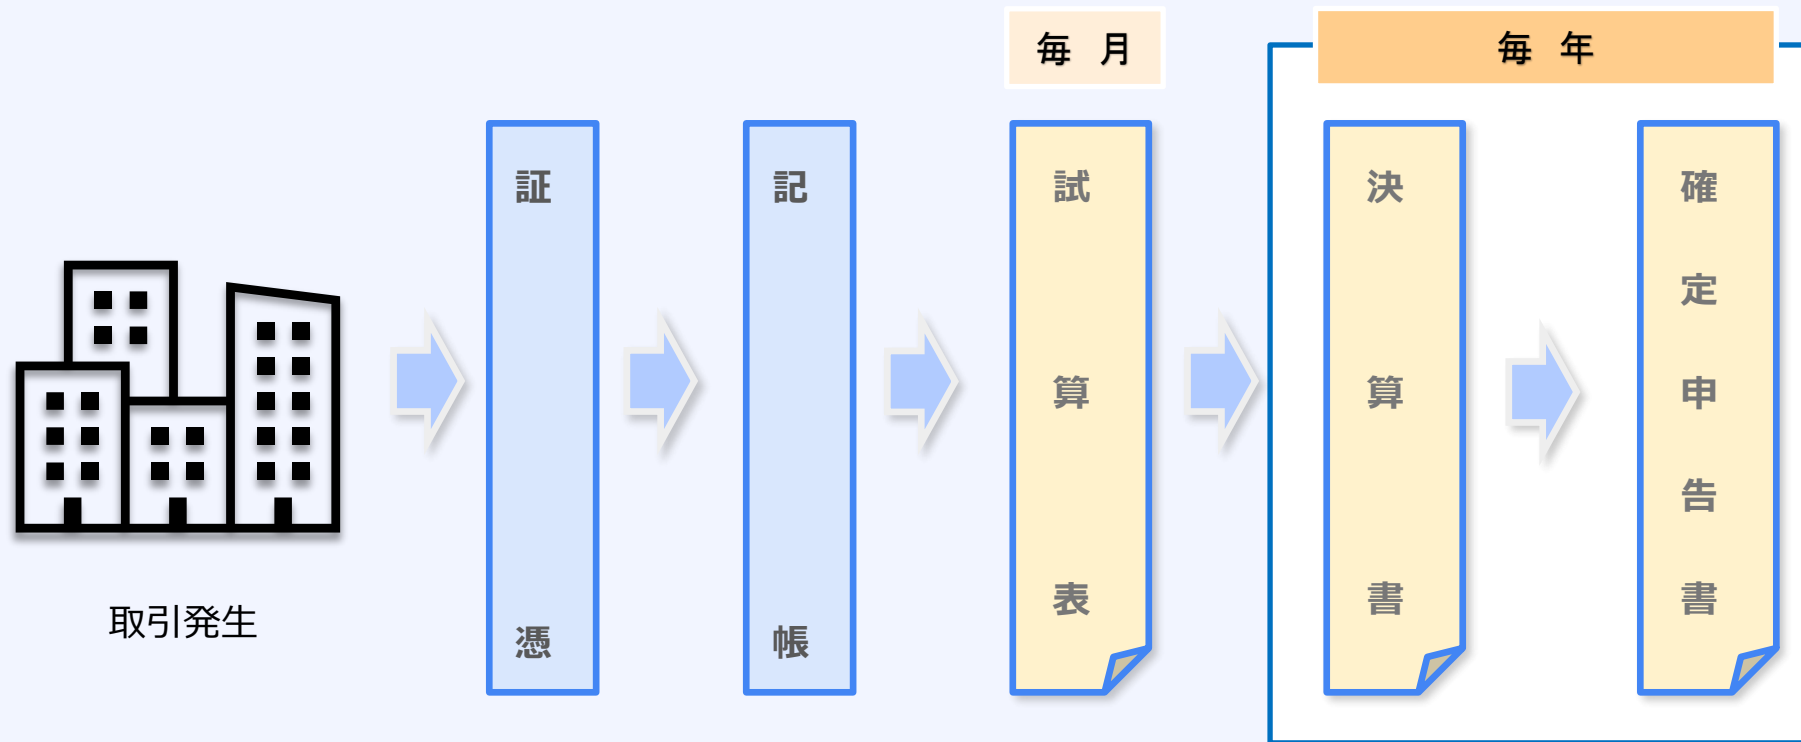 毎 月
毎 年
証憑
記帳
試算表
決算書
確定申告書
取引発生